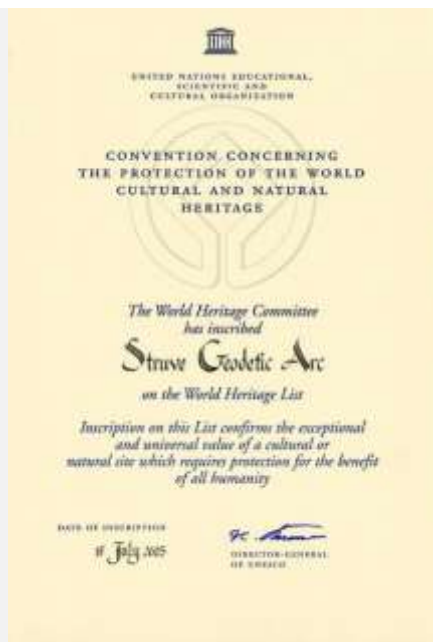 UNITED NATIONS EDUCATIONAL,
SCIENTIFIC AND
CULTURAL ORGANIZATION
CONVENTION CONCERNING
THE PROTECTION OF THE WORLD
CULTURAL AND NATURAL
HERITAGE
The World Heritage Committee
has inscribed
Struve Geodetic Arc
on the World Heritage List
Inscription on this List confirms the exceptional
and universal value of a cultural or
natural site which requires protection for the benefit
of all humanity
DATE OF INSCRIPTION
July 2005
DIRECTOR-GENERAL
OF UNESCO